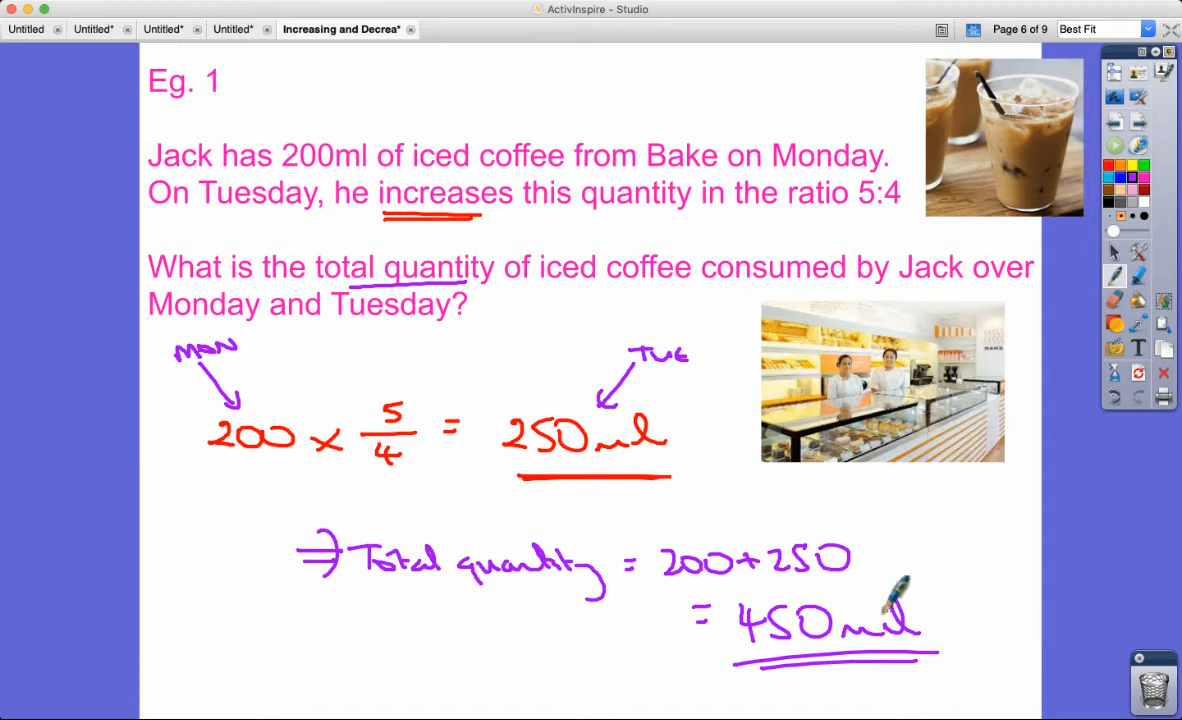 ActivInspire - Studio
Untitled
Untitled*
Untitled*
Untitled*
Increasing and Decrea*
Page 6 of 9
Best Fit
Eg. 1
Jack has 200ml of iced coffee from Bake on Monday.
On Tuesday, he increases this quantity in the ratio 5:4
What is the total quantity of iced coffee consumed by Jack over
Monday and Tuesday?
MON
TUE
200 × 5/4 = 250ml
⇒ Total quantity = 200+250
= 450ml